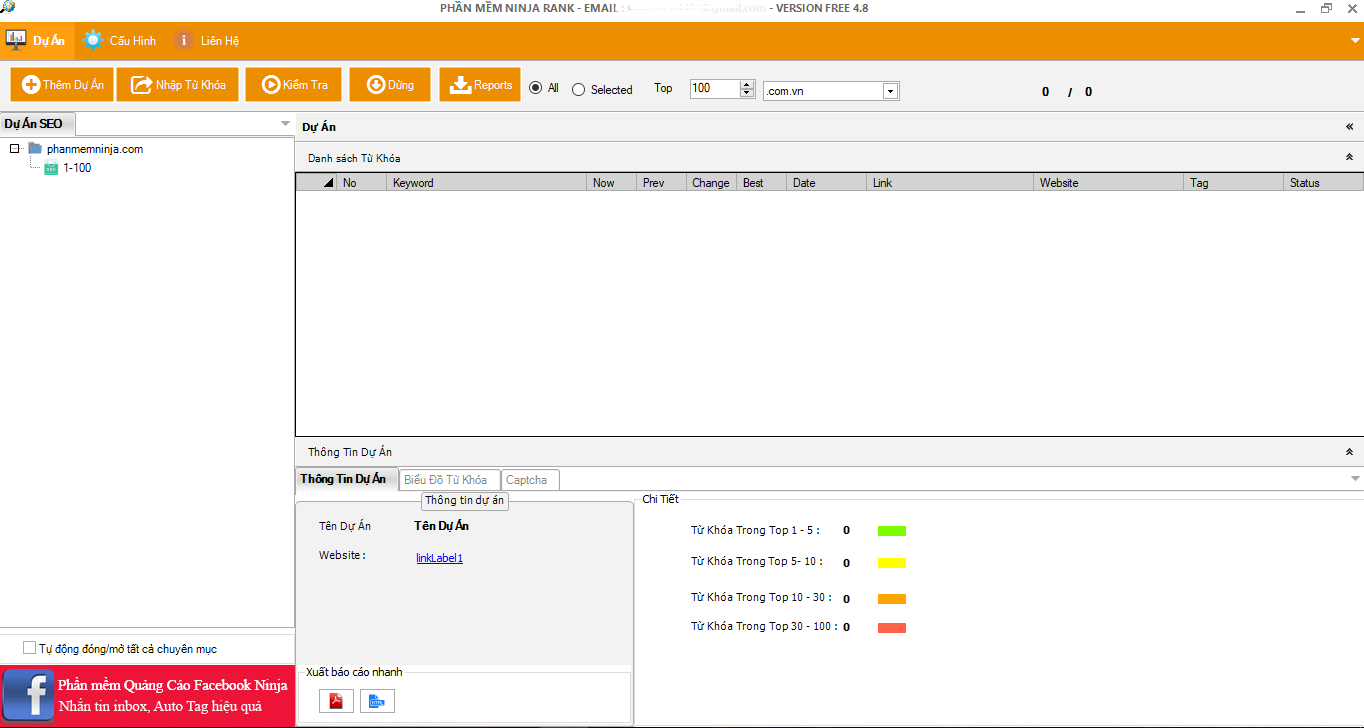 PHẦN MỀM NINJA RANK - EMAIL : @gmail.com - VERSION FREE 4.8
Dự Án Cấu Hình Liên Hệ
Thêm Dự Án Nhập Từ Khóa Kiểm Tra Dừng Reports All Selected Top 100 .com.vn 0 / 0
Dự Án SEO
phanmemninja.com
1-100
Dự Án
Danh sách Từ Khóa
No Keyword Now Prev Change Best Date Link Website Tag Status
Thông Tin Dự Án
Thông Tin Dự Án Biểu Đồ Từ Khóa Captcha
Thông tin dự án
Tên Dự Án Tên Dự Án
Website : linkLabel1
Chi Tiết
Từ Khóa Trong Top 1 - 5 : 0
Từ Khóa Trong Top 5- 10 : 0
Từ Khóa Trong Top 10 - 30 : 0
Từ Khóa Trong Top 30 - 100 : 0
Xuất báo cáo nhanh
HTML
Tự động đóng/mở tất cả chuyên mục
Phần mềm Quảng Cáo Facebook Ninja
Nhắn tin inbox, Auto Tag hiệu quả